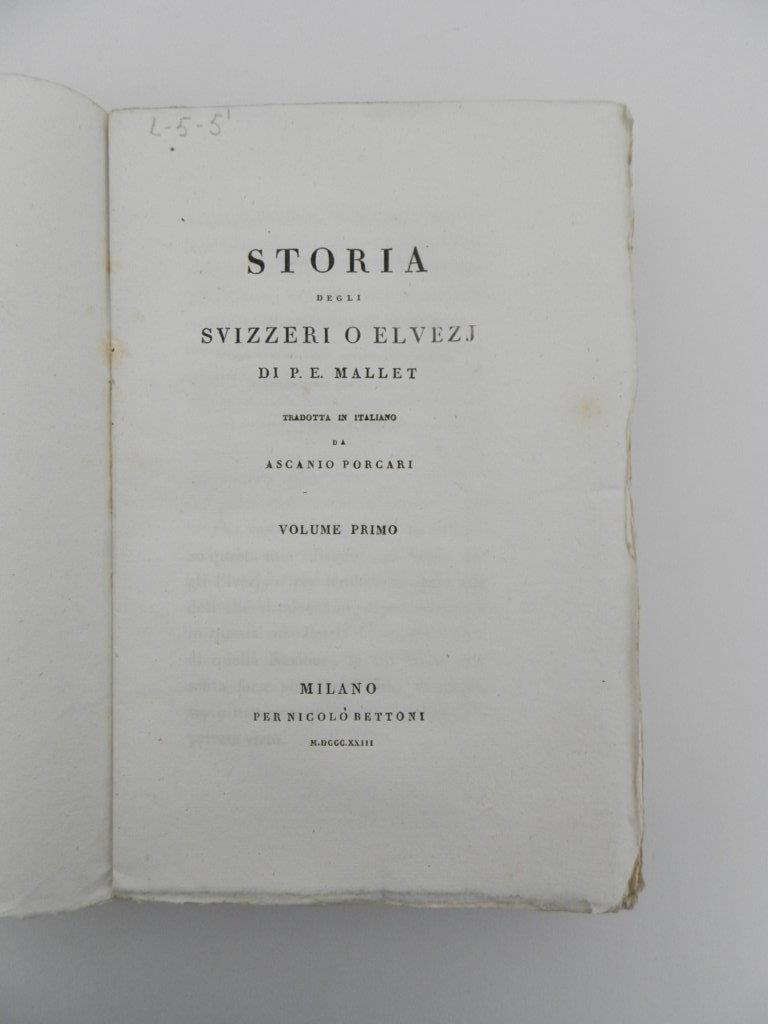 L-5-5'
STORIA
DEGLI
SVIZZERI O ELVEZJ
DI P. E. MALLET
TRADOTTA IN ITALIANO
DA
ASCANIO PORCARI
VOLUME PRIMO
MILANO
PER NICOLÒ BETTONI
M.DCCC.XXIII